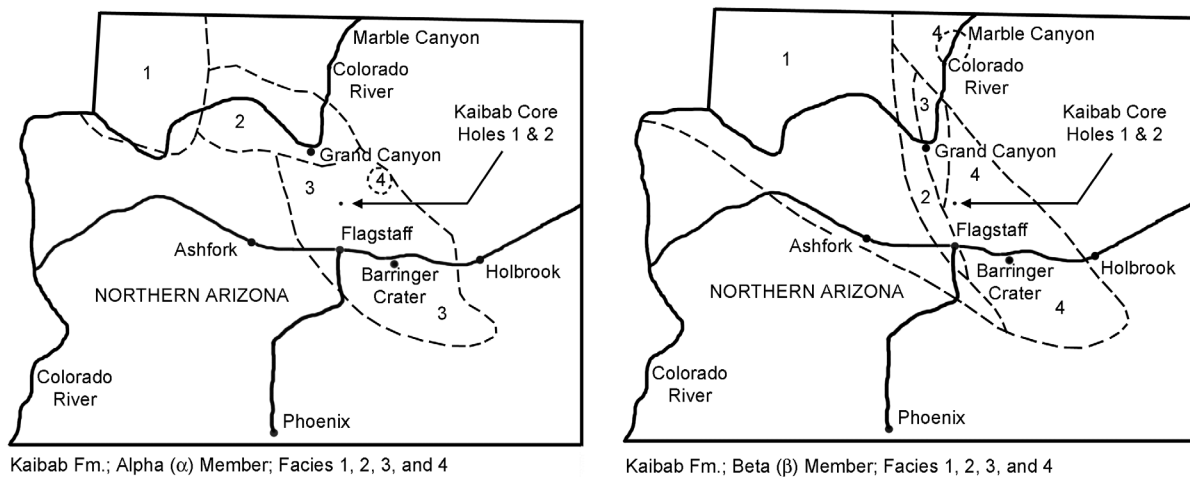 Marble Canyon
Colorado
River
1
2
Kaibab Core
Holes 1 & 2
Grand Canyon
3
4
Flagstaff
Ashfork
Barringer
Crater
Holbrook
NORTHERN ARIZONA
3
Colorado
River
Phoenix
Kaibab Fm.; Alpha (α) Member; Facies 1, 2, 3, and 4
4
Marble Canyon
1
Colorado
River
3
Kaibab Core
Holes 1 & 2
Grand Canyon
4
2
Flagstaff
Ashfork
Barringer
Crater
Holbrook
NORTHERN ARIZONA
4
Colorado
River
Phoenix
Kaibab Fm.; Beta (β) Member; Facies 1, 2, 3, and 4